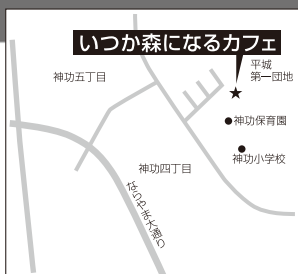 いつか森になるカフェ
神功五丁目
平城
第一団地
神功保育園
神功小学校
神功四丁目
ならやま大通り